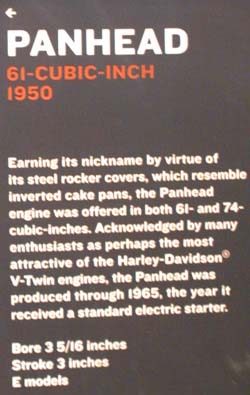 PANHEAD
61-CUBIC-INCH
1950
Earning its nickname by virtue of
its steel rocker covers, which resemble
inverted cake pans, the Panhead
engine was offered in both 61- and 74-
cubic-inches. Acknowledged by many
enthusiasts as perhaps the most
attractive of the Harley-Davidson®
V-Twin engines, the Panhead was
produced through 1965, the year it
received a standard electric starter.
Bore 3 5/16 inches
Stroke 3 inches
E models